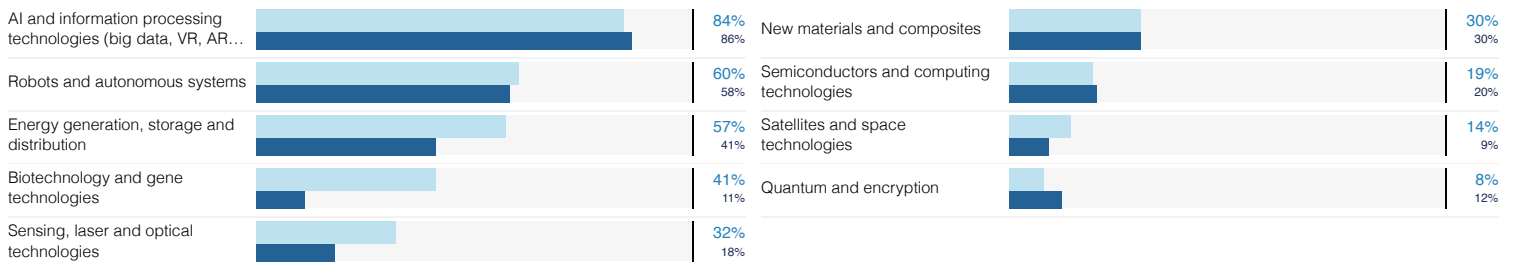 AI and information processing
technologies (big data, VR, AR…
84%
86%
Robots and autonomous systems
60%
58%
Energy generation, storage and
distribution
57%
41%
Biotechnology and gene
technologies
41%
11%
Sensing, laser and optical
technologies
32%
18%
New materials and composites
30%
30%
Semiconductors and computing
technologies
19%
20%
Satellites and space
technologies
14%
9%
Quantum and encryption
8%
12%